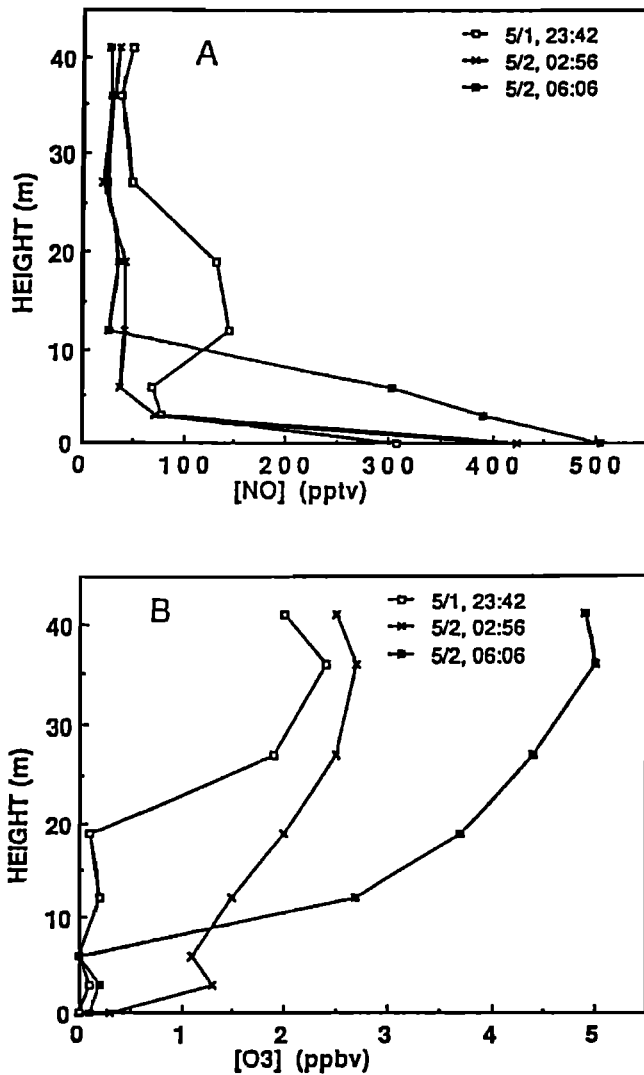 A
5/1, 23:42
5/2, 02:56
5/2, 06:06
40
30
20
10
0
HEIGHT (m)
0 100 200 300 400 500
[NO] (pptv)
B
5/1, 23:42
5/2, 02:56
5/2, 06:06
40
30
20
10
0
HEIGHT (m)
0 1 2 3 4 5
[O3] (ppbv)